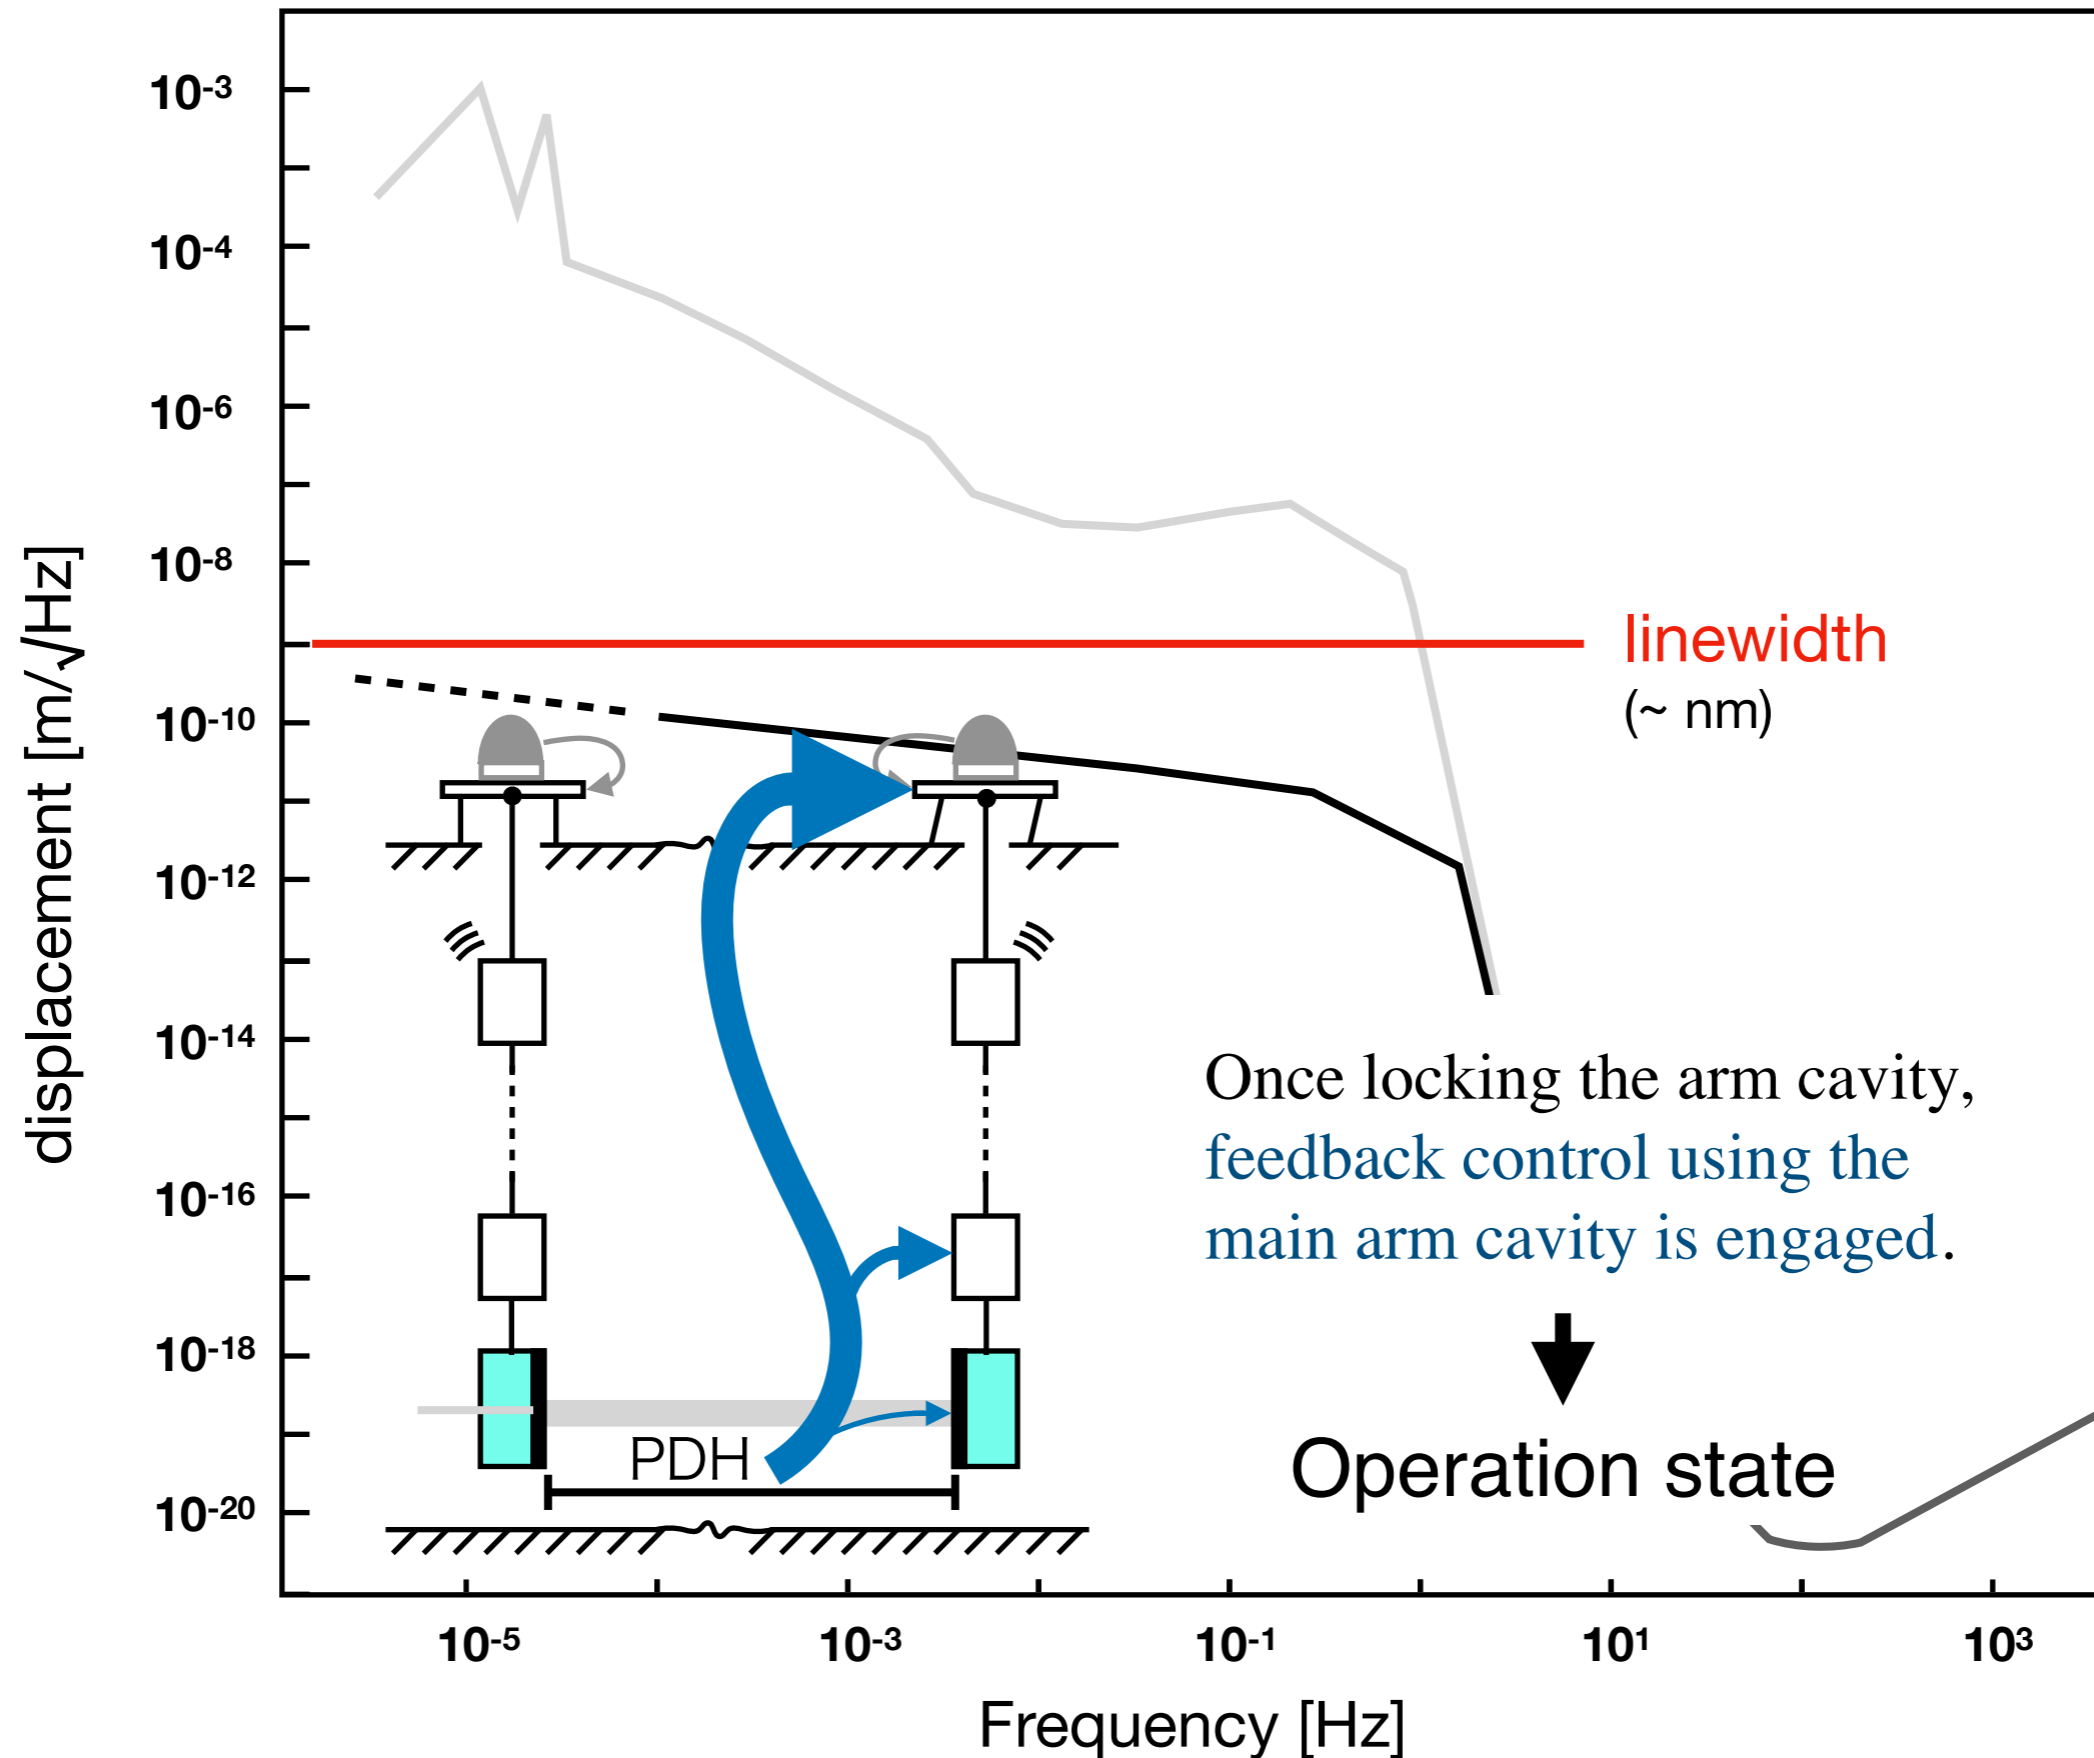 10-3
10-4
10-6
10-8
10-10
10-12
10-14
10-16
10-18
10-20
displacement [m/√Hz]
linewidth
(~ nm)
Once locking the arm cavity,
feedback control using the
main arm cavity is engaged.
Operation state
PDH
10-5
10-3
10-1
101
103
Frequency [Hz]